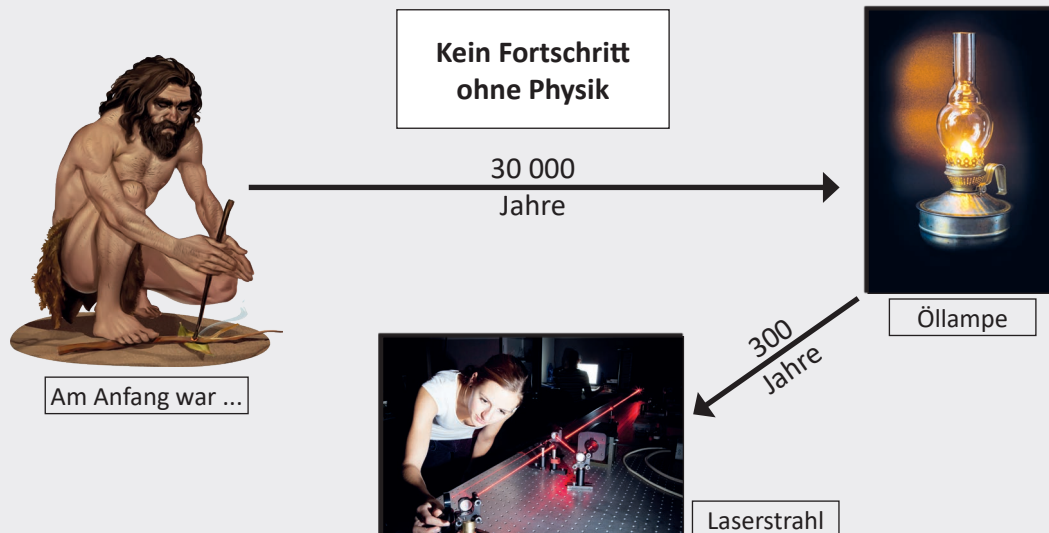 Kein Fortschritt
ohne Physik
30 000
Jahre
Öllampe
300
Jahre
Am Anfang war ...
Laserstrahl